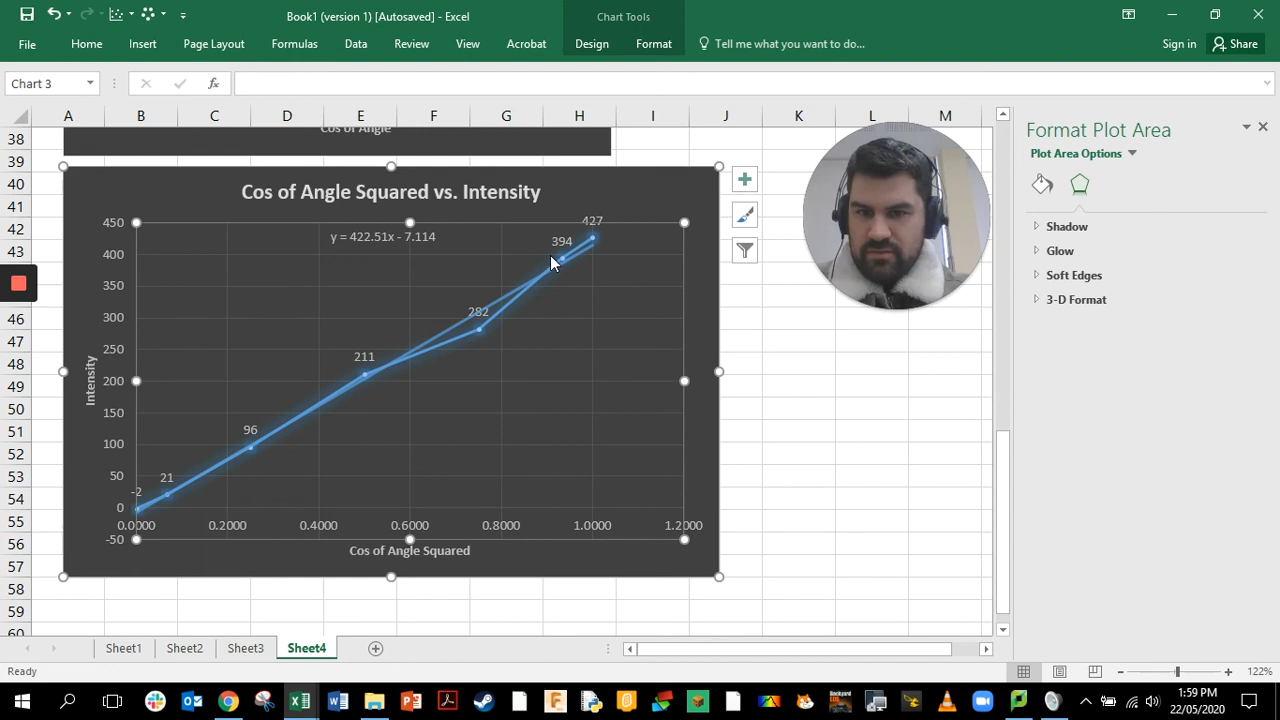 Book1 (version 1) [Autosaved] - Excel
Chart Tools
File Home Insert Page Layout Formulas Data Review View Acrobat Design Format Tell me what you want to do... Sign in Share
Chart 3
fx
A B C D E F G H I J K L M
38
39
40
41
42
43
46
47
48
49
50
51
52
53
54
55
56
57
58
59
60
Cos of Angle
Cos of Angle Squared vs. Intensity
y = 422.51x - 7.114
450
400
350
300
250
200
150
100
50
0
-50
Intensity
-2
21
96
211
282
394
427
0.0000 0.2000 0.4000 0.6000 0.8000 1.0000 1.2000
Cos of Angle Squared
Format Plot Area
Plot Area Options
Shadow
Glow
Soft Edges
3-D Format
Sheet1 Sheet2 Sheet3 Sheet4
Ready
122%
1:59 PM
22/05/2020